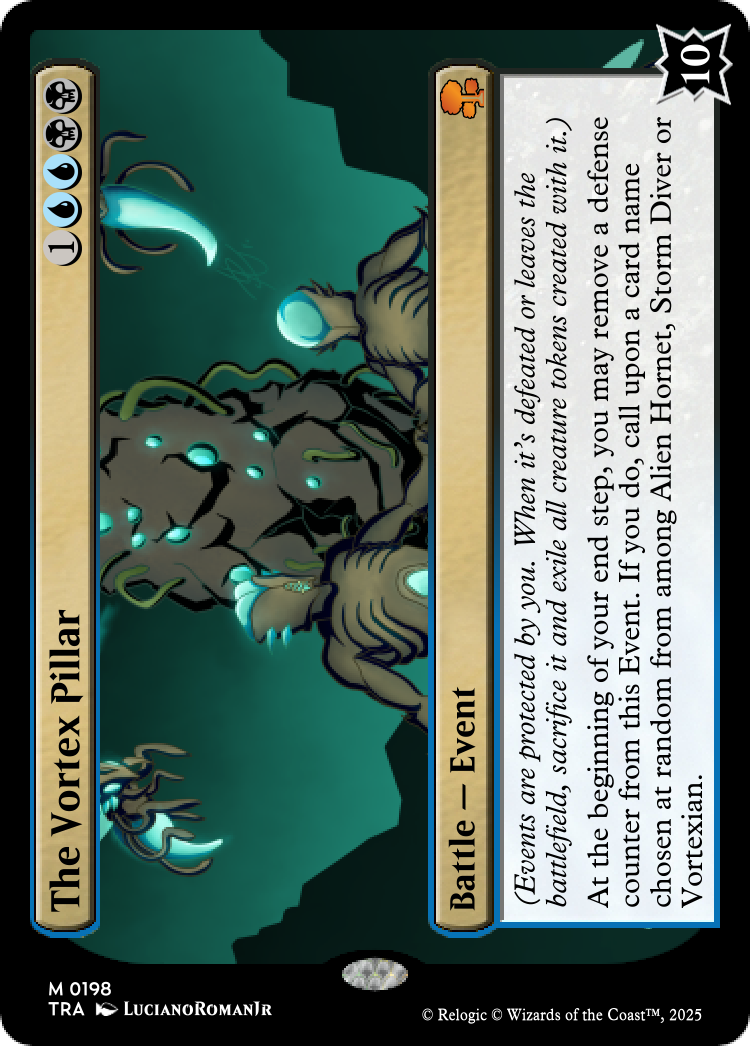 The Vortex Pillar
1
Battle — Event
10
(Events are protected by you. When it's defeated or leaves the
battlefield, sacrifice it and exile all creature tokens created with it.)
At the beginning of your end step, you may remove a defense
counter from this Event. If you do, call upon a card name
chosen at random from among Alien Hornet, Storm Diver or
Vortexian.
M 0198
TRA LucianoRomanJr
© Relogic © Wizards of the Coast™, 2025